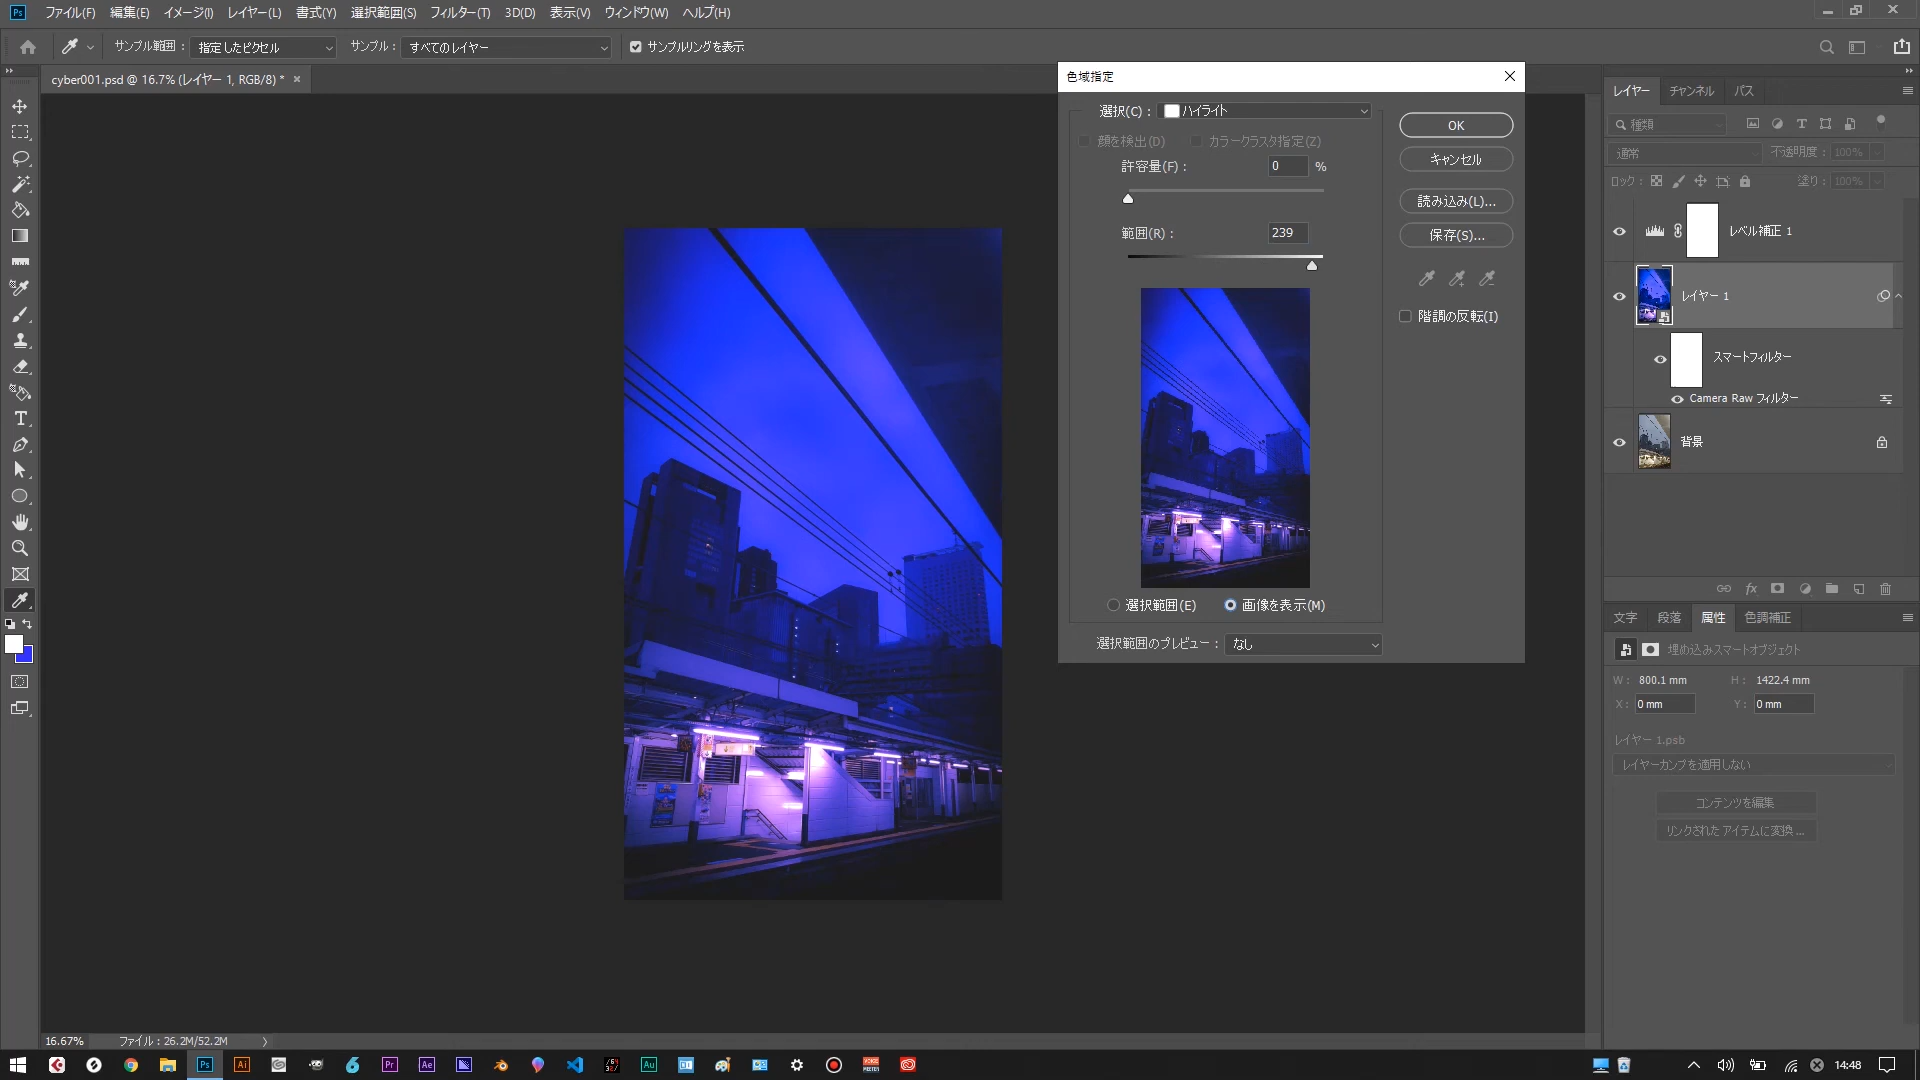 Ps ファイル(F) 編集(E) イメージ(I) レイヤー(L) 書式(Y) 選択範囲(S) フィルター(T) 3D(D) 表示(V) ウィンドウ(W) ヘルプ(H)
サンプル範囲： 指定したピクセル サンプル： すべてのレイヤー サンプルリングを表示
cyber001.psd @ 16.7% (レイヤー 1, RGB/8) * ×
色域指定
選択(C)： ハイライト
顔を検出(D) カラークラスタ指定(Z)
許容量(F)： 0 %
範囲(R)： 239
選択範囲(E) 画像を表示(M)
選択範囲のプレビュー： なし
OK
キャンセル
読み込み(L)...
保存(S)...
階調の反転(I)
レイヤー チャンネル パス
種類
通常 不透明度： 100%
ロック： 塗り： 100%
レベル補正 1
レイヤー 1
スマートフィルター
Camera Raw フィルター
背景
fx
文字 段落 属性 色調補正
埋め込みスマートオブジェクト
W： 800.1 mm H： 1422.4 mm
X： 0 mm Y： 0 mm
レイヤー 1.psb
レイヤーカンプを適用しない
コンテンツを編集
リンクされた アイテムに変換 ...
16.67% ファイル：26.2M/52.2M
Ps Ai Pr Ae Au 14:48